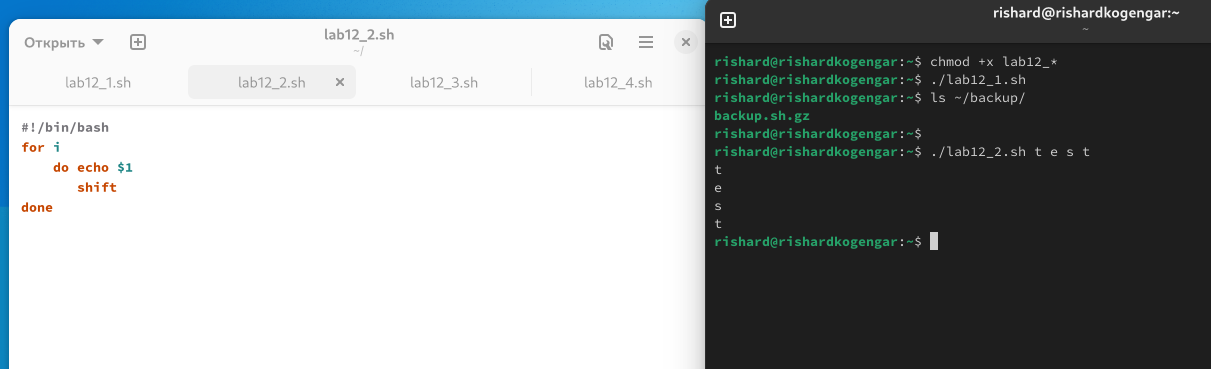 Открыть
lab12_2.sh
~/
lab12_1.sh
lab12_2.sh
lab12_3.sh
lab12_4.sh
#!/bin/bash
for i
    do echo $1
       shift
done
rishard@rishardkogengar:~
~
rishard@rishardkogengar:~$ chmod +x lab12_*
rishard@rishardkogengar:~$ ./lab12_1.sh
rishard@rishardkogengar:~$ ls ~/backup/
backup.sh.gz
rishard@rishardkogengar:~$
rishard@rishardkogengar:~$ ./lab12_2.sh t e s t
t
e
s
t
rishard@rishardkogengar:~$